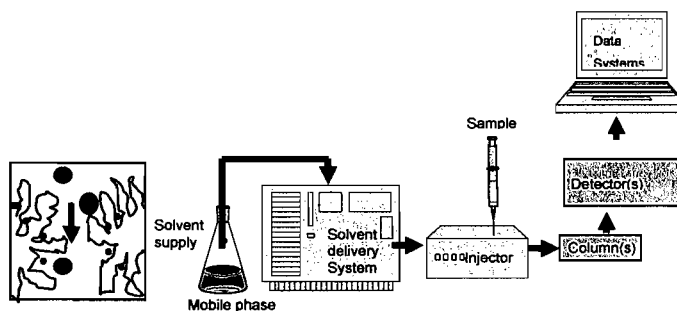 Data
Systems
Sample
Detector(s)
Solvent
supply
Solvent
delivery
System
Injector
Column(s)
Mobile phase